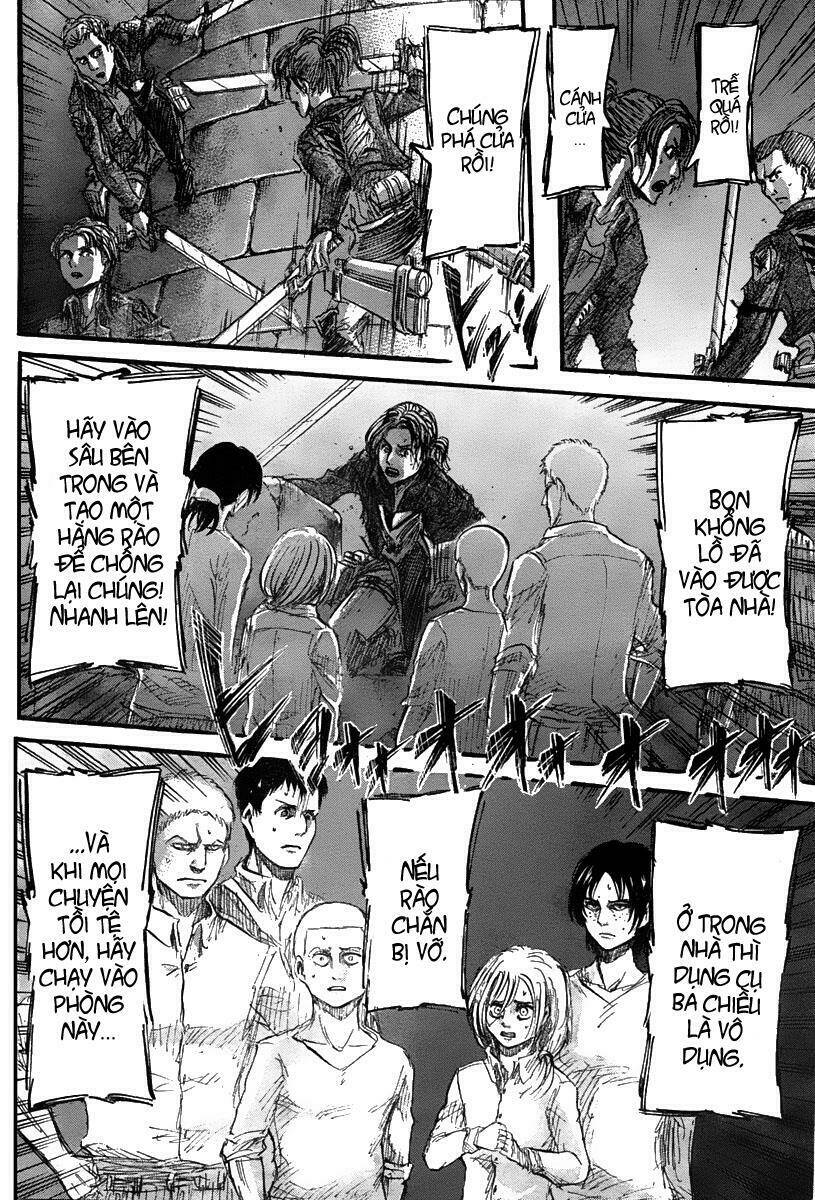 TRỄ
QUÁ
RỒI!
CÁNH
CỬA
...
CHÚNG
PHÁ CỬA
RỒI!
ドドド
BỌN
KHỔNG
LỒ ĐÃ
VÀO ĐƯỢC
TÒA NHÀ!
HÃY VÀO
SÂU BÊN
TRONG VÀ
TẠO MỘT
HÀNG RÀO
ĐỂ CHỐNG
LẠI CHÚNG!
NHANH LÊN!
Ở TRONG
NHÀ THÌ
DỤNG CỤ
BA CHIỀU
LÀ VÔ
DỤNG.
NẾU
RÀO
CHẮN
BỊ VỠ.
...VÀ
KHI MỌI
CHUYỆN
TỒI TỆ
HƠN, HÃY
CHẠY VÀO
PHÒNG
NÀY...